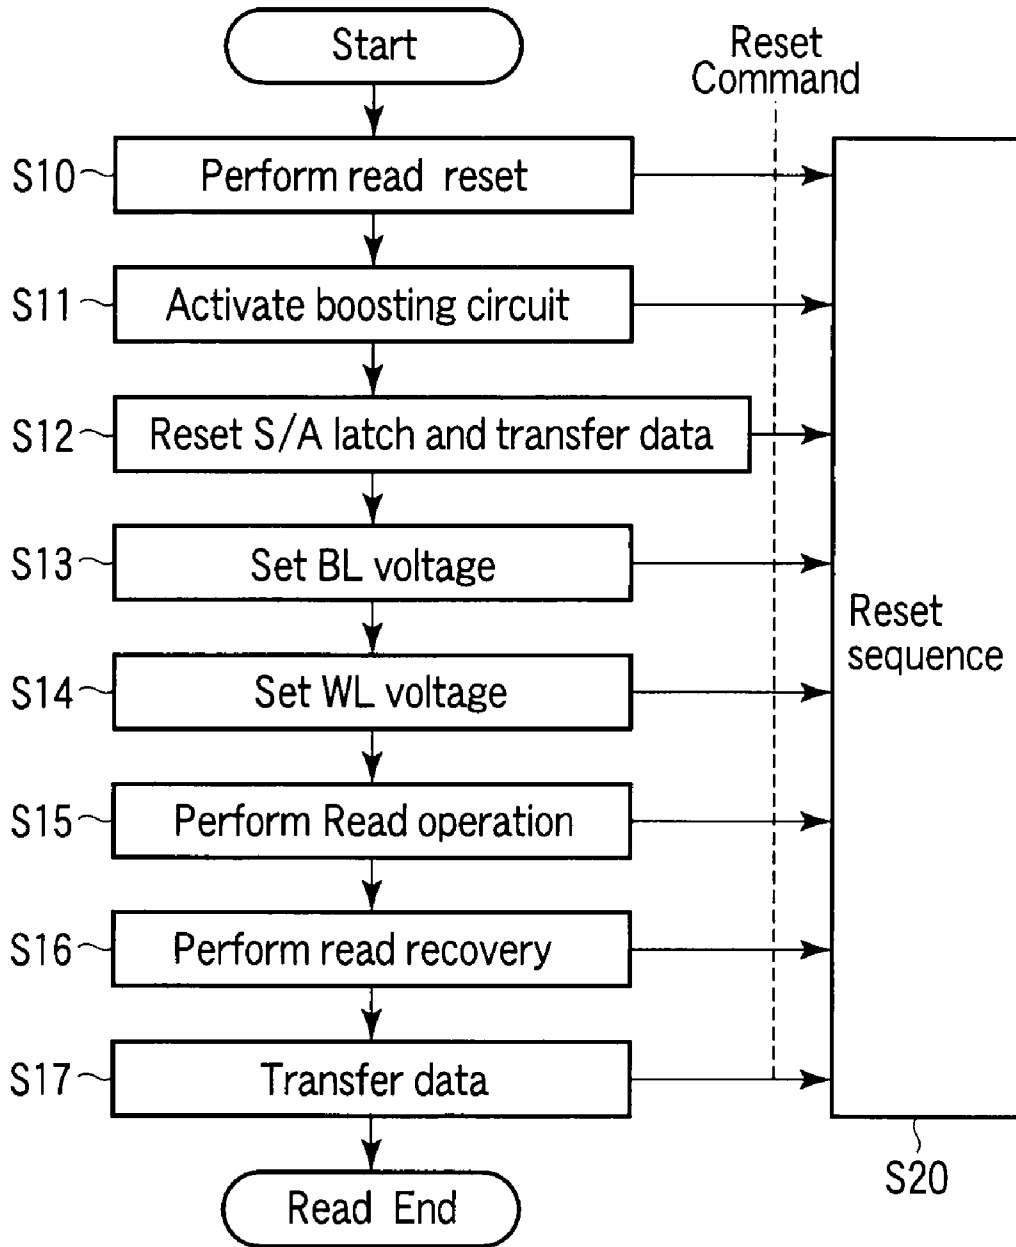 Start
Reset
Command
S10
Perform read reset
S11
Activate boosting circuit
S12
Reset S/A latch and transfer data
S13
Set BL voltage
Reset
sequence
S14
Set WL voltage
S15
Perform Read operation
S16
Perform read recovery
S17
Transfer data
S20
Read End